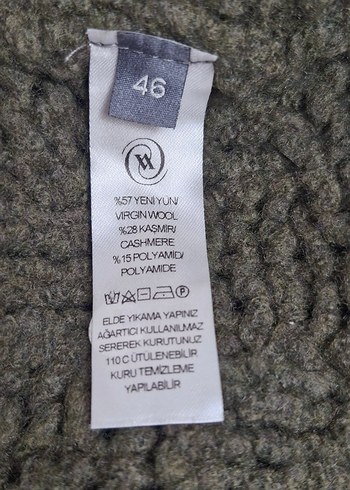 46
%57 YENİ YÜN/
VIRGIN WOOL
%28 KAŞMİR/
CASHMERE
%15 POLYAMİD/
POLYAMIDE
P
ELDE YIKAMA YAPINIZ
AĞARTICI KULLANILMAZ
SEREREK KURUTUNUZ
110 C ÜTÜLENEBİLİR
KURU TEMİZLEME
YAPILABİLİR